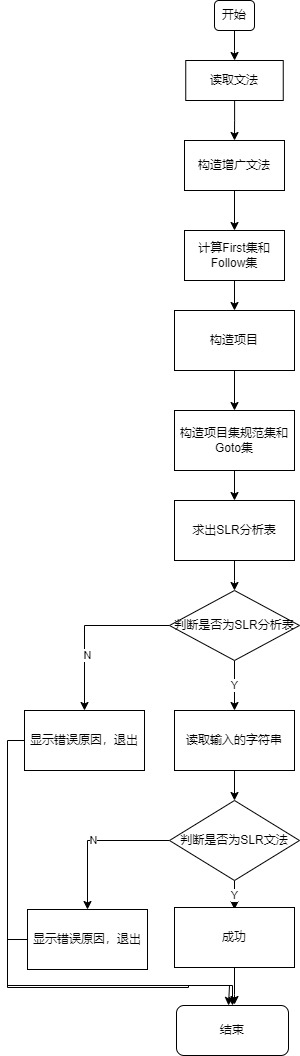 开始
读取文法
构造增广文法
计算First集和
Follow集
构造项目
构造项目集规范集和
Goto集
求出SLR分析表
判断是否为SLR分析表
N
Y
显示错误原因，退出
读取输入的字符串
判断是否为SLR文法
N
Y
显示错误原因，退出
成功
结束